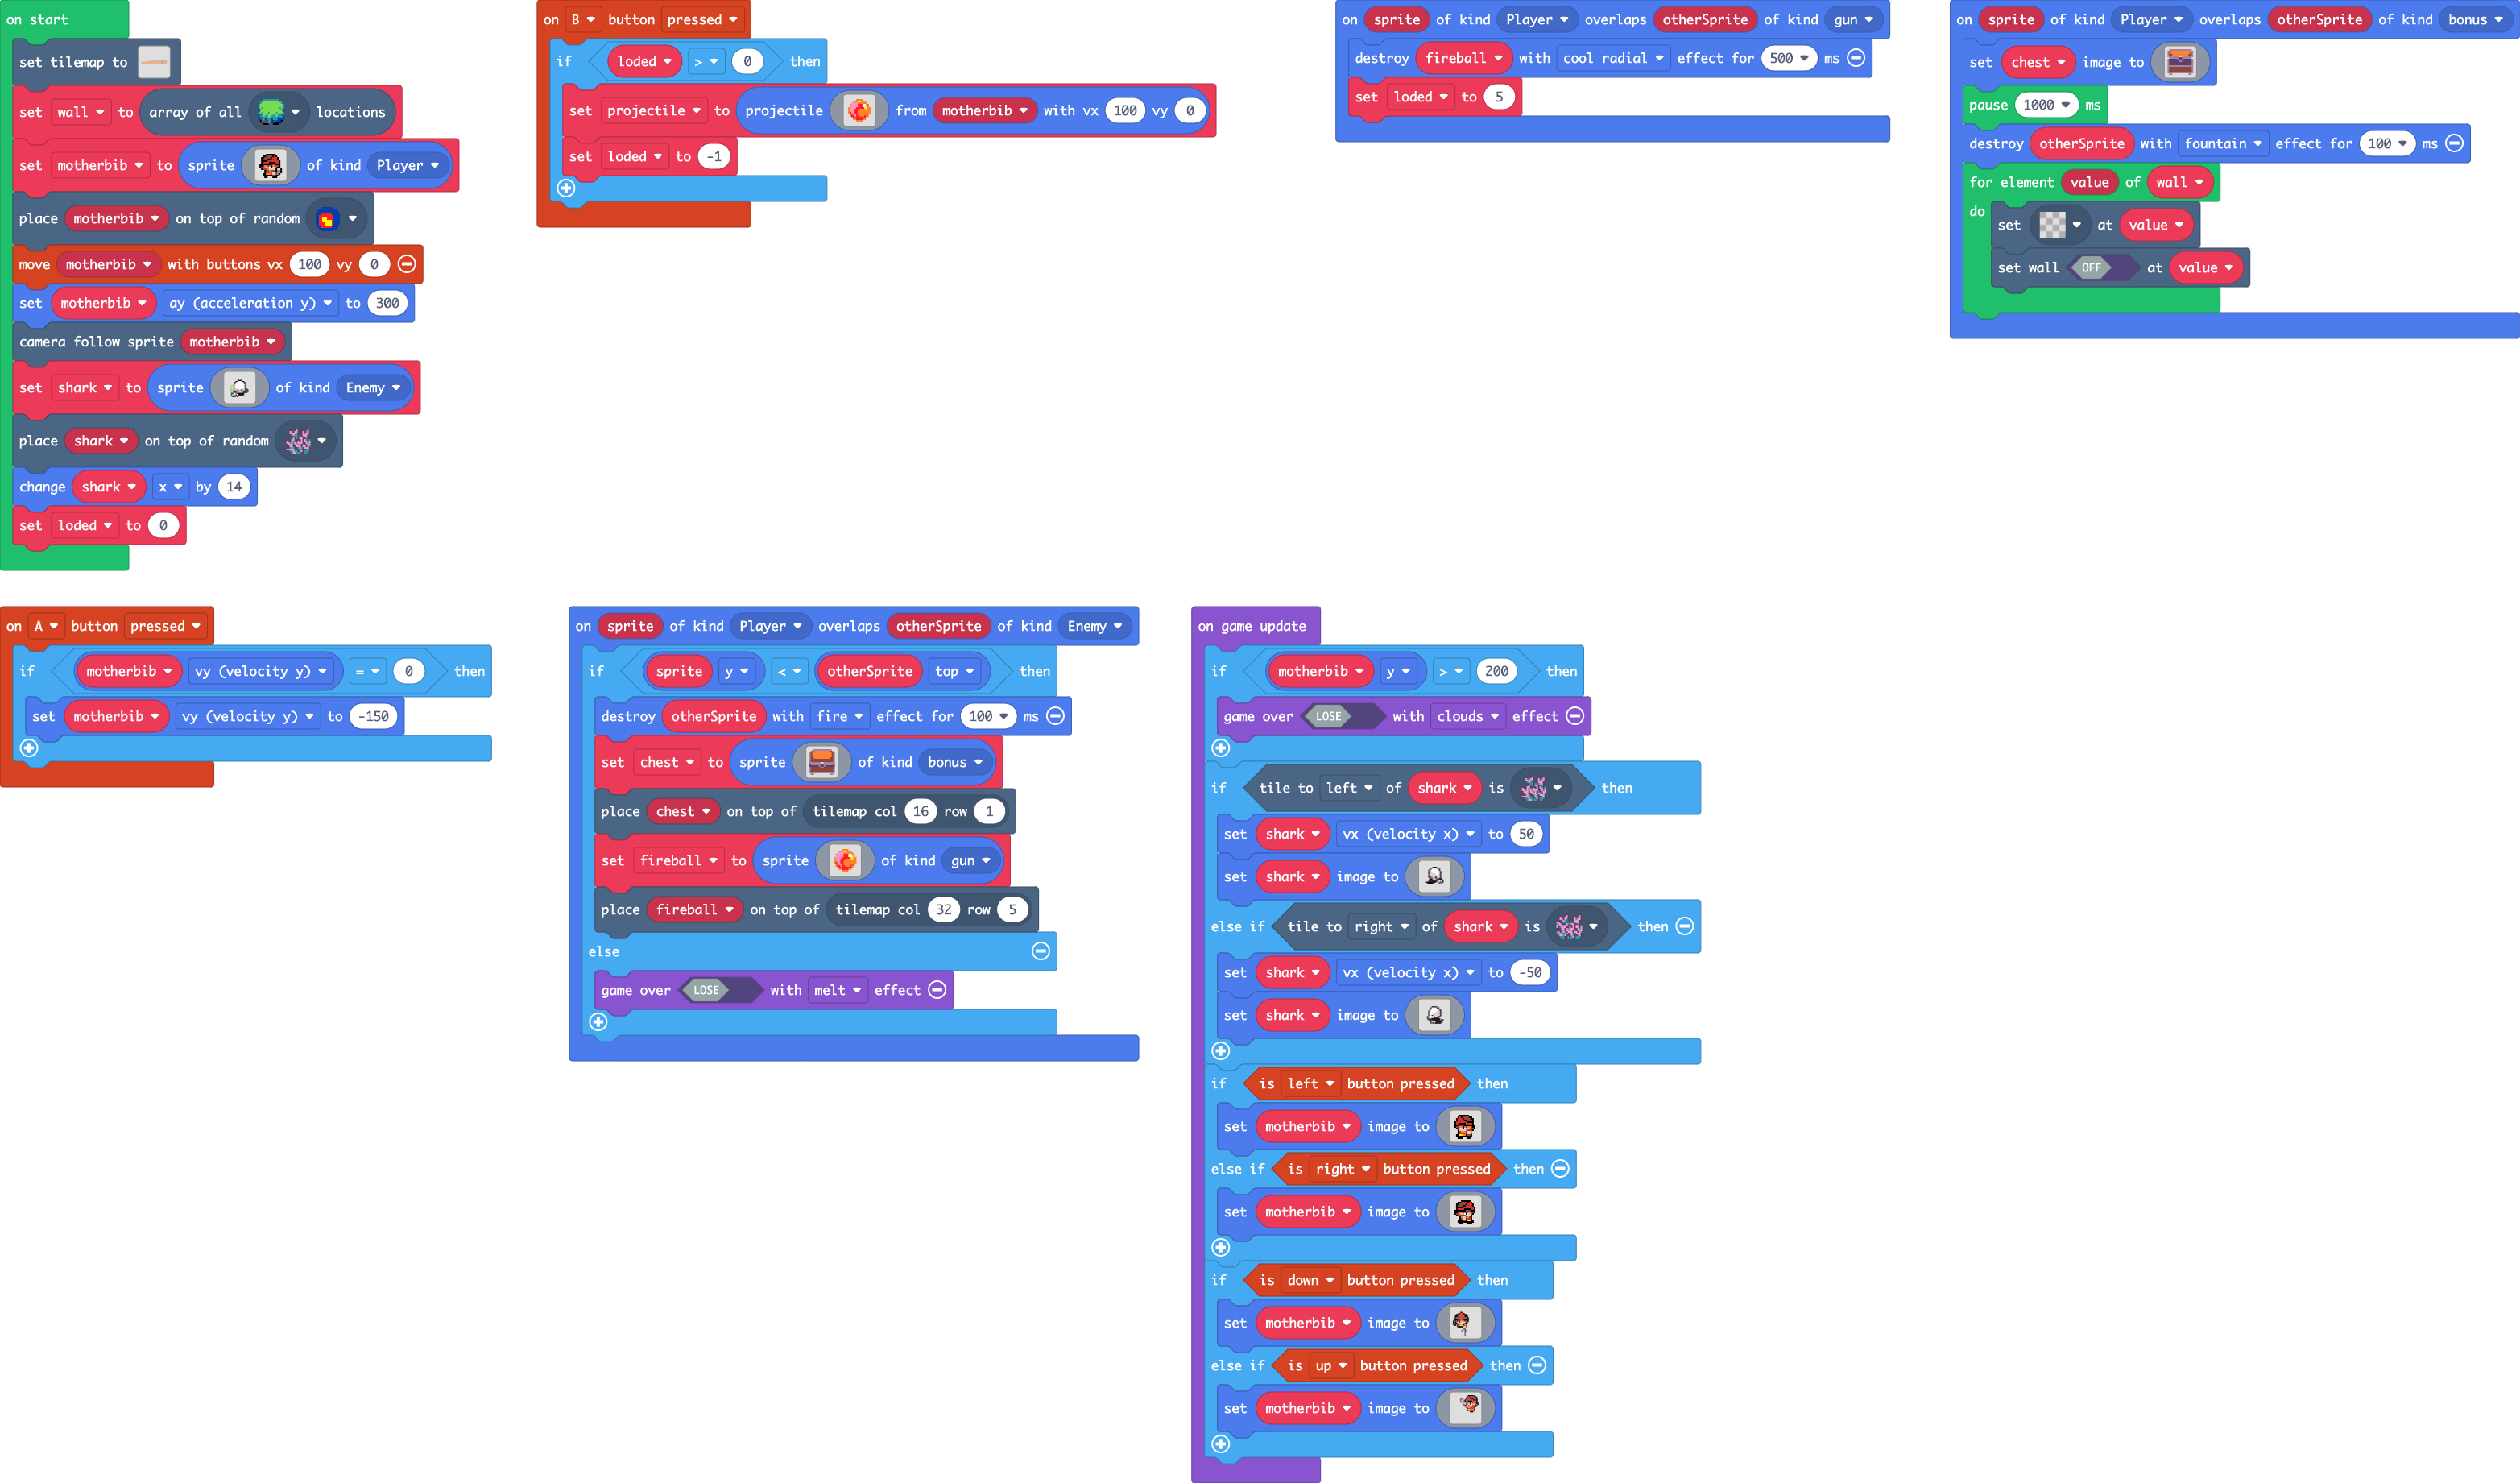 on start
set tilemap to
set wall to array of all locations
set motherbib to sprite of kind Player
place motherbib on top of random
move motherbib with buttons vx 100 vy 0
set motherbib ay (acceleration y) to 300
camera follow sprite motherbib
set shark to sprite of kind Enemy
place shark on top of random
change shark x by 14
set loded to 0
on B button pressed
if loded > 0 then
set projectile to projectile from motherbib with vx 100 vy 0
set loded to -1
on sprite of kind Player overlaps otherSprite of kind gun
destroy fireball with cool radial effect for 500 ms
set loded to 5
on sprite of kind Player overlaps otherSprite of kind bonus
set chest image to
pause 1000 ms
destroy otherSprite with fountain effect for 100 ms
for element value of wall
do set at value
set wall OFF at value
on A button pressed
if motherbib vy (velocity y) = 0 then
set motherbib vy (velocity y) to -150
on sprite of kind Player overlaps otherSprite of kind Enemy
if sprite y < otherSprite top then
destroy otherSprite with fire effect for 100 ms
set chest to sprite of kind bonus
place chest on top of tilemap col 16 row 1
set fireball to sprite of kind gun
place fireball on top of tilemap col 32 row 5
else
game over LOSE with melt effect
on game update
if motherbib y > 200 then
game over LOSE with clouds effect
if tile to left of shark is then
set shark vx (velocity x) to 50
set shark image to
else if tile to right of shark is then
set shark vx (velocity x) to -50
set shark image to
if is left button pressed then
set motherbib image to
else if is right button pressed then
set motherbib image to
if is down button pressed then
set motherbib image to
else if is up button pressed then
set motherbib image to